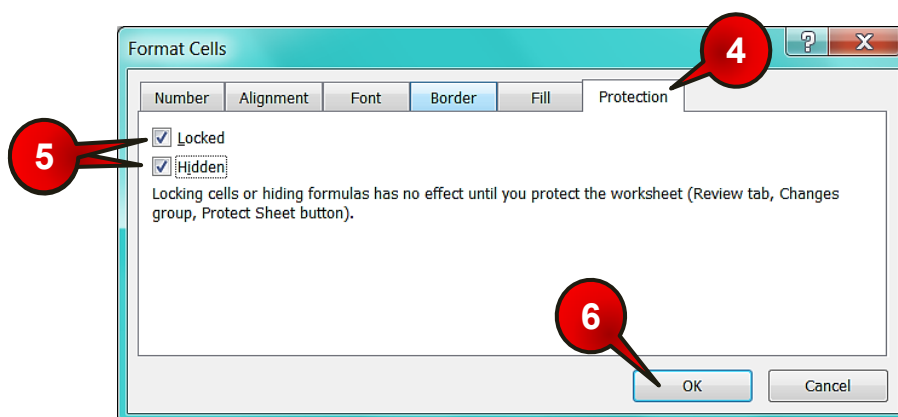 Format Cells
4
Number Alignment Font Border Fill Protection
5
Locked
Hidden
Locking cells or hiding formulas has no effect until you protect the worksheet (Review tab, Changes
group, Protect Sheet button).
6
OK Cancel